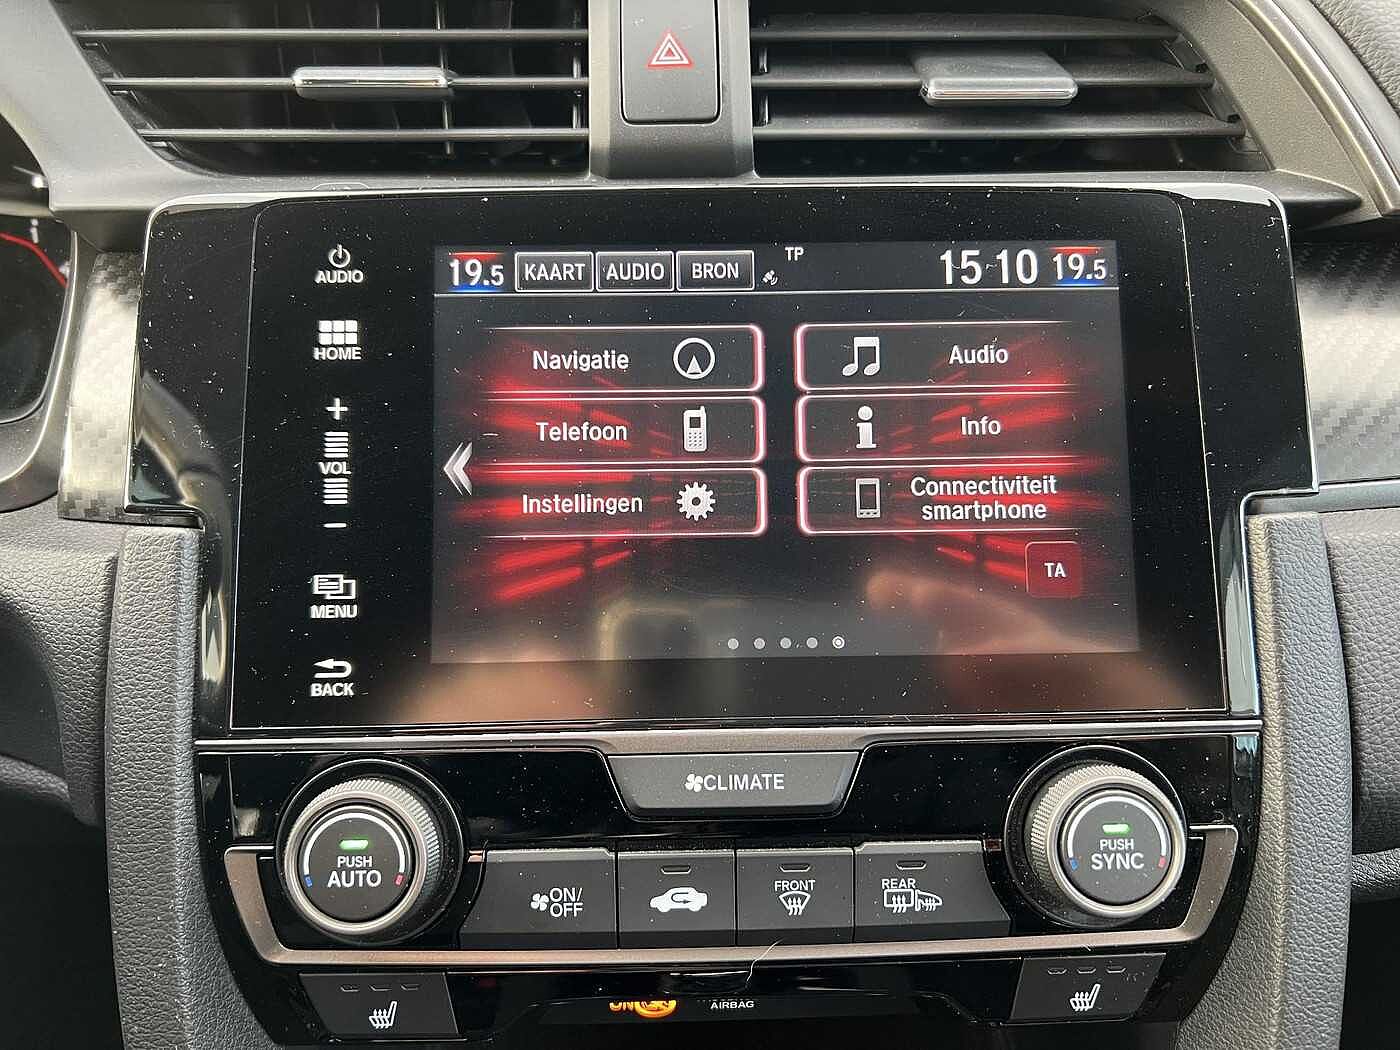 AUDIO
HOME
+
VOL
−
MENU
BACK
19.5 KAART AUDIO BRON TP 15:10 19.5
Navigatie
Audio
Telefoon
Info
Instellingen
Connectiviteit
smartphone
TA
CLIMATE
PUSH
AUTO
ON/
OFF
FRONT
REAR
PUSH
SYNC
ON
AIRBAG